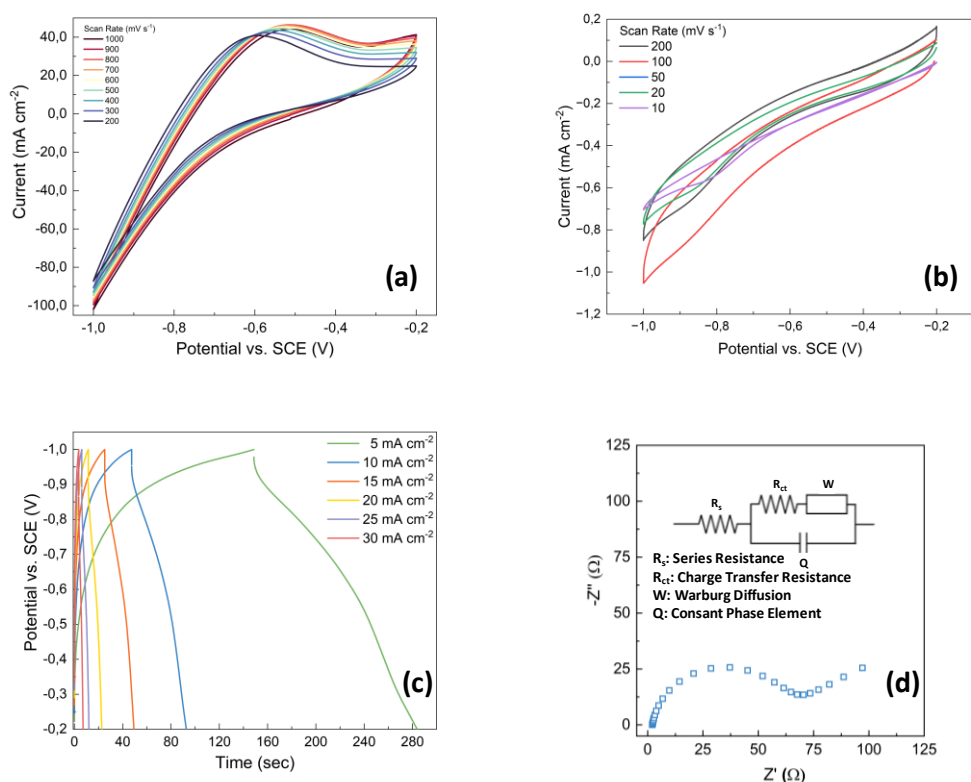 Scan Rate (mV s⁻¹)
1000
900
800
700
600
500
400
300
200
40,0
20,0
0,0
-20,0
-40,0
-60,0
-80,0
-100,0
Current (mA cm⁻²)
-1,0 -0,8 -0,6 -0,4 -0,2
Potential vs. SCE (V)
(a)
Scan Rate (mV s⁻¹)
200
100
50
20
10
0,2
0,0
−0,2
−0,4
−0,6
−0,8
−1,0
−1,2
Current (mA cm⁻²)
−1,0 −0,8 −0,6 −0,4 −0,2
Potential vs. SCE (V)
(b)
5 mA cm⁻²
10 mA cm⁻²
15 mA cm⁻²
20 mA cm⁻²
25 mA cm⁻²
30 mA cm⁻²
-1,0
-0,9
-0,8
-0,7
-0,6
-0,4
-0,3
-0,2
Potential vs. SCE (V)
0 40 80 120 160 200 240 280
Time (sec)
(c)
125
100
75
50
25
0
-Z" (Ω)
Rs
Rct
W
Q
Rs: Series Resistance
Rct: Charge Transfer Resistance
W: Warburg Diffusion
Q: Consant Phase Element
0 25 50 75 100 125
Z' (Ω)
(d)